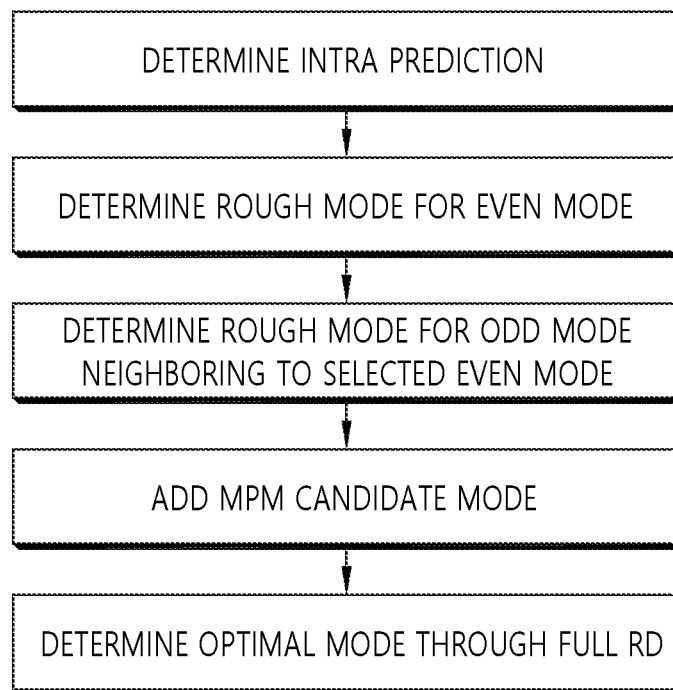 DETERMINE INTRA PREDICTION
DETERMINE ROUGH MODE FOR EVEN MODE
DETERMINE ROUGH MODE FOR ODD MODE
NEIGHBORING TO SELECTED EVEN MODE
ADD MPM CANDIDATE MODE
DETERMINE OPTIMAL MODE THROUGH FULL RD